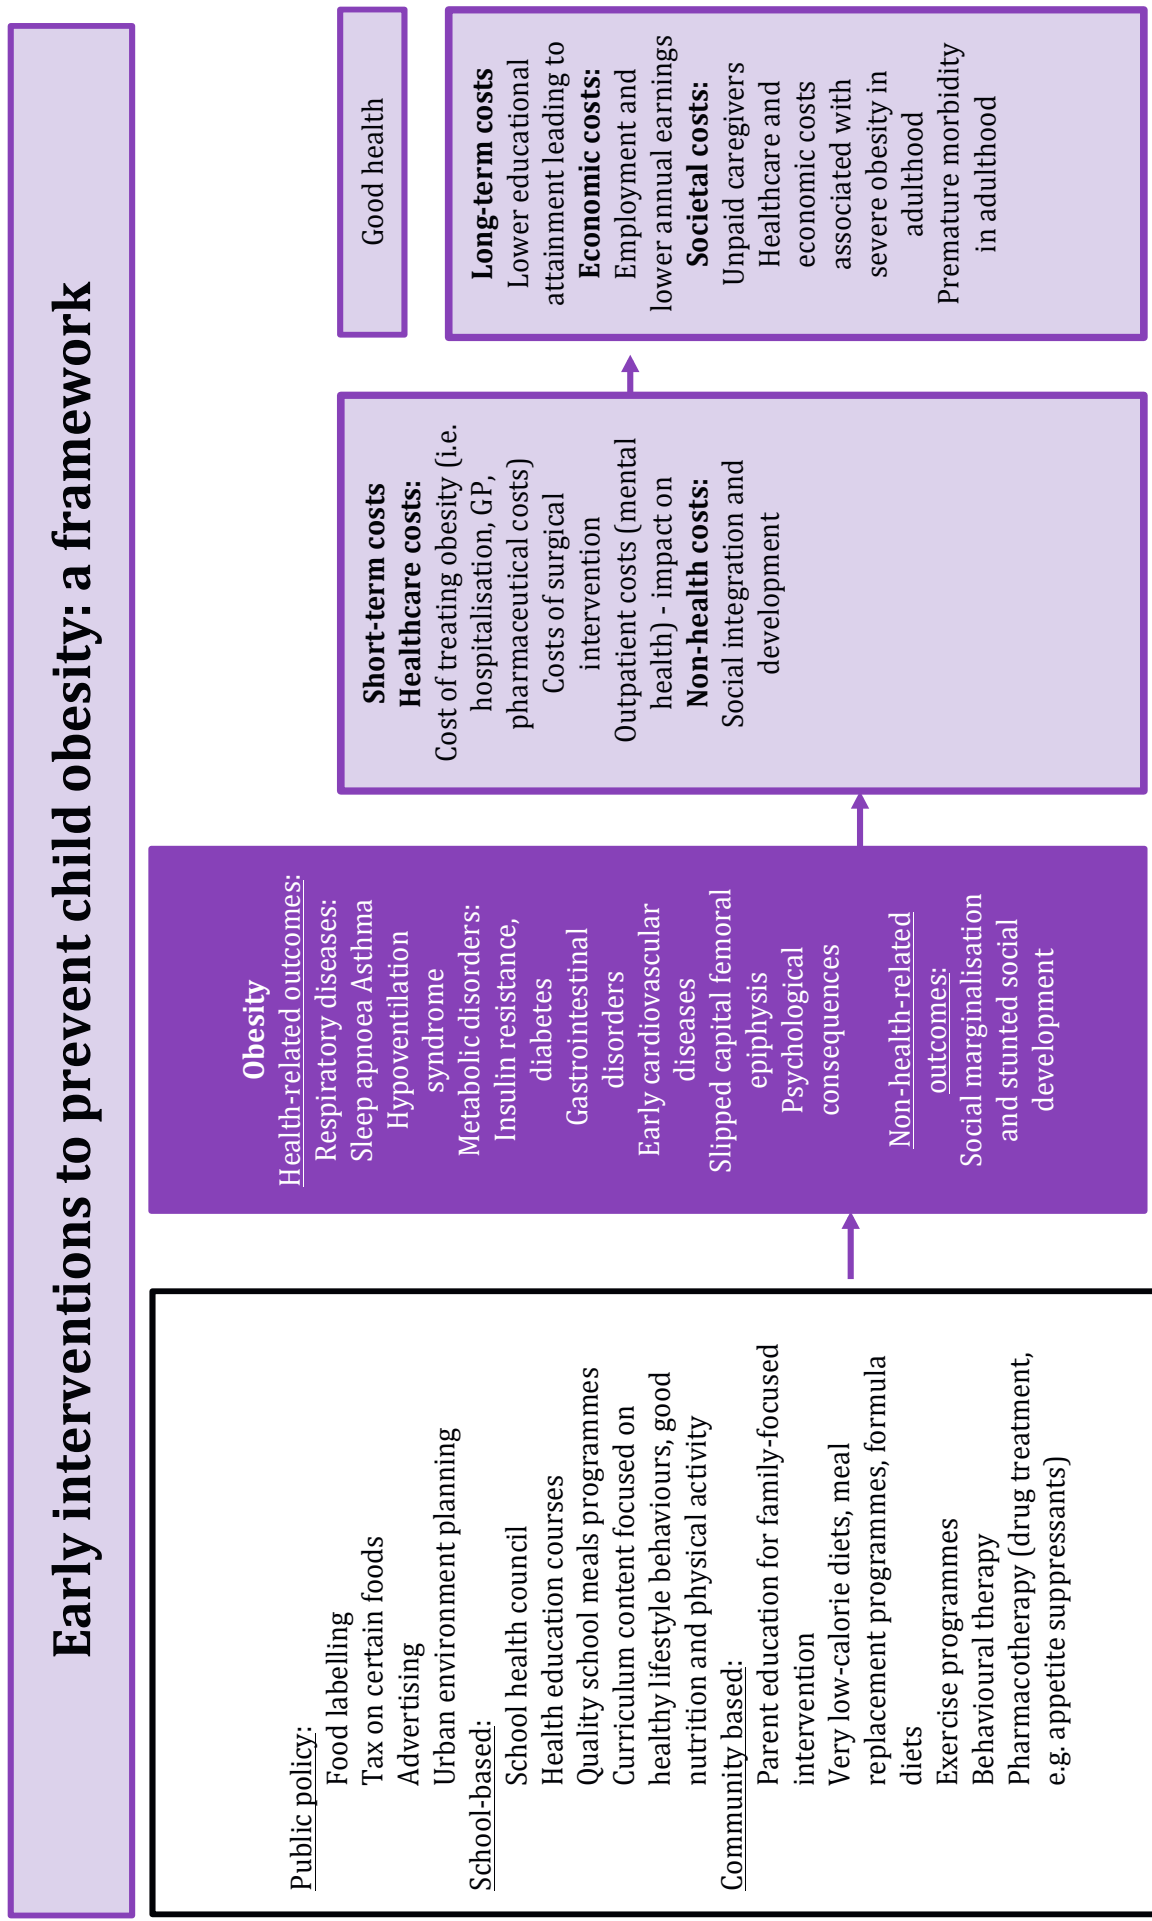 Early interventions to prevent child obesity: a framework
Public policy:
Food labelling
Tax on certain foods
Advertising
Urban environment planning
School-based:
School health council
Health education courses
Quality school meals programmes
Curriculum content focused on
healthy lifestyle behaviours, good
nutrition and physical activity
Community based:
Parent education for family-focused
intervention
Very low-calorie diets, meal
replacement programmes, formula
diets
Exercise programmes
Behavioural therapy
Pharmacotherapy (drug treatment,
e.g. appetite suppressants)
Obesity
Health-related outcomes:
Respiratory diseases:
Sleep apnoea Asthma
Hypoventilation
syndrome
Metabolic disorders:
Insulin resistance,
diabetes
Gastrointestinal
disorders
Early cardiovascular
diseases
Slipped capital femoral
epiphysis
Psychological
consequences
Non-health-related
outcomes:
Social marginalisation
and stunted social
development
Short-term costs
Healthcare costs:
Cost of treating obesity (i.e.
hospitalisation, GP,
pharmaceutical costs)
Costs of surgical
intervention
Outpatient costs (mental
health) - impact on
Non-health costs:
Social integration and
development
Good health
Long-term costs
Lower educational
attainment leading to
Economic costs:
Employment and
lower annual earnings
Societal costs:
Unpaid caregivers
Healthcare and
economic costs
associated with
severe obesity in
adulthood
Premature morbidity
in adulthood